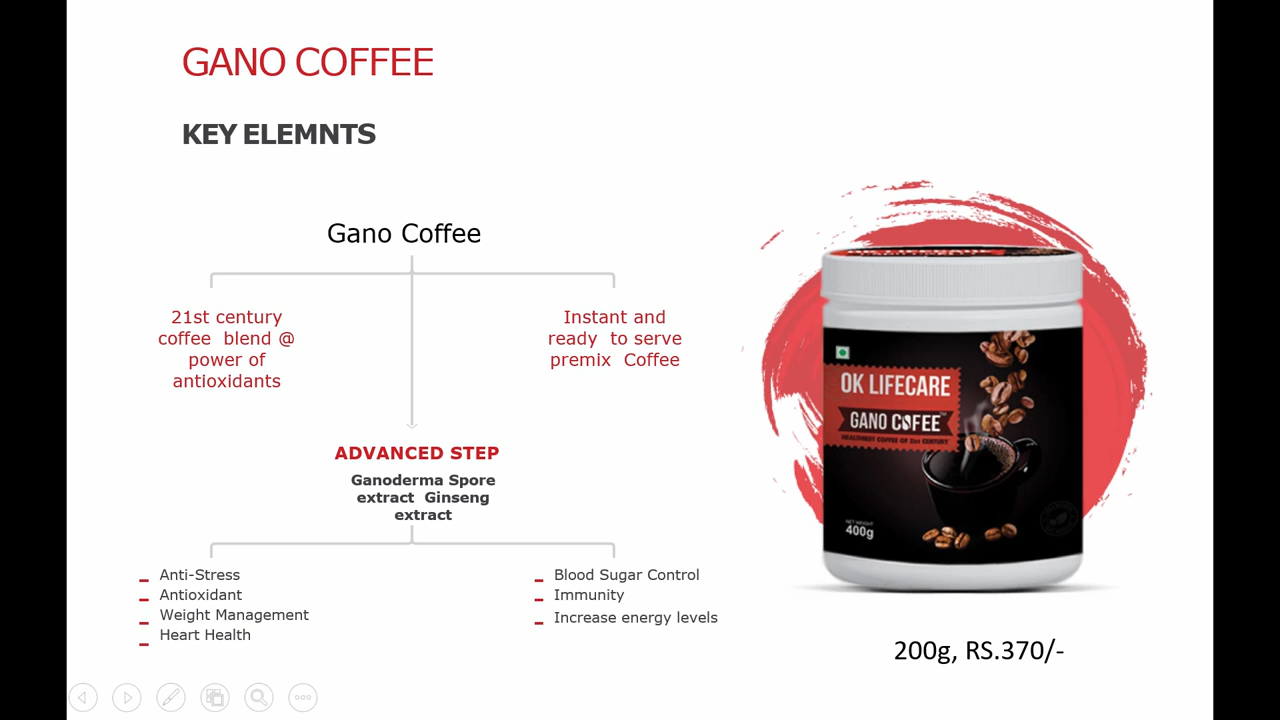 GANO COFFEE
KEY ELEMNTS
Gano Coffee
21st century
coffee blend @
power of
antioxidants
Instant and
ready to serve
premix Coffee
ADVANCED STEP
Ganoderma Spore
extract Ginseng
extract
Anti-Stress
Antioxidant
Weight Management
Heart Health
Blood Sugar Control
Immunity
Increase energy levels
OK LIFECARE
GANO COFEE™
HEALTHIEST COFFEE OF 21st CENTURY
NET WEIGHT
400g
200g, RS.370/-